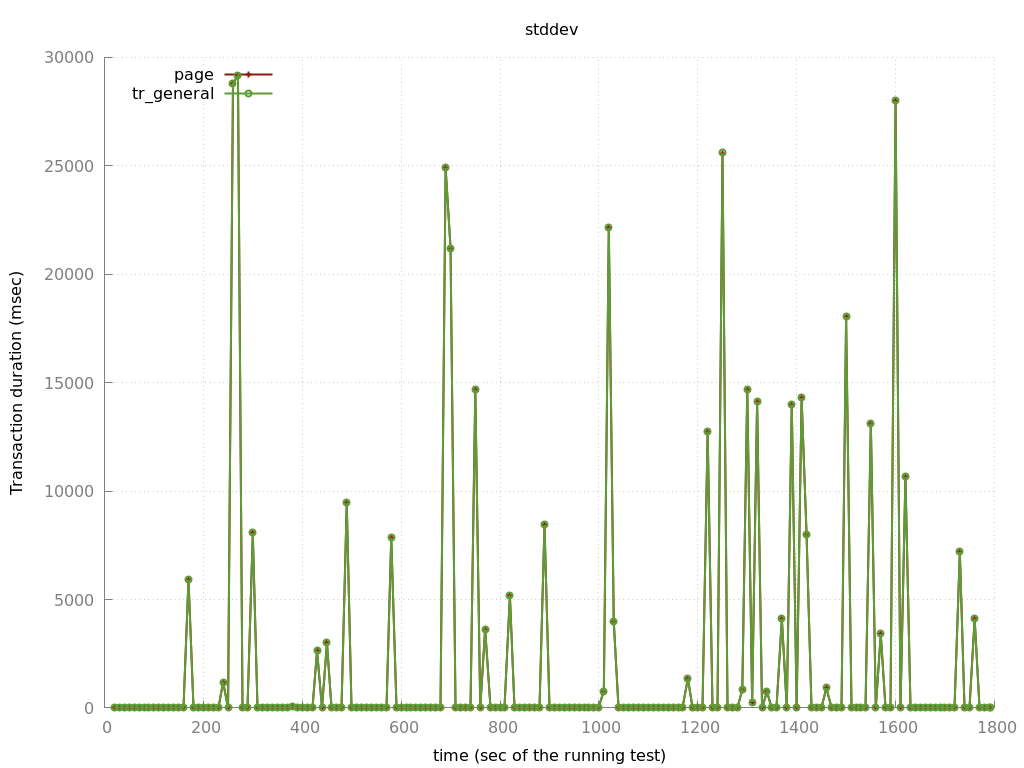 stddev
30000
page
tr_general
25000
20000
15000
10000
5000
0
Transaction duration (msec)
0 200 400 600 800 1000 1200 1400 1600 1800
time (sec of the running test)